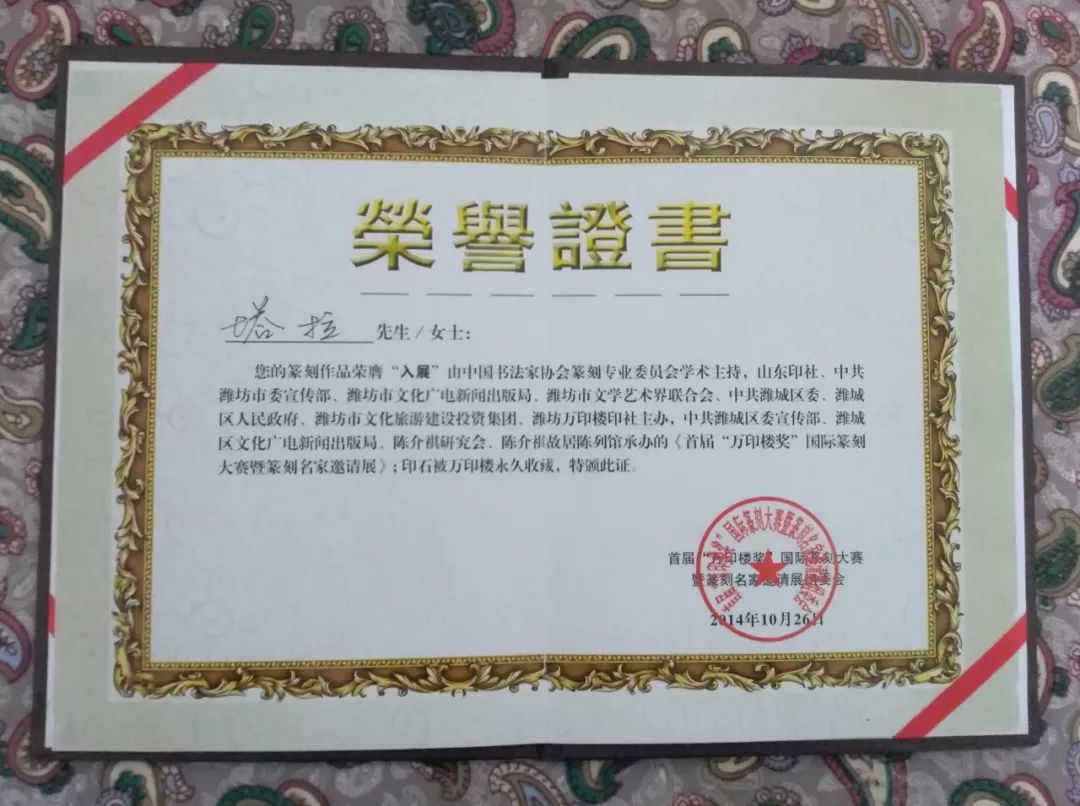 榮譽證書
塔拉 先生/女士：
您的篆刻作品荣膺“入展”由中国书法家协会篆刻专业委员会学术主持，山东印社、中共
潍坊市委宣传部、潍坊市文化广电新闻出版局、潍坊市文学艺术界联合会、中共潍城区委、潍城
区人民政府、潍坊市文化旅游建设投资集团、潍坊万印楼印社主办，中共潍城区委宣传部、潍城
区文化广电新闻出版局、陈介祺研究会、陈介祺故居陈列馆承办的《首届“万印楼奖”国际篆刻
大赛暨篆刻名家邀请展》；印石被万印楼永久收藏，特颁此证。
首届“万印楼奖”国际篆刻大赛
暨篆刻名家邀请展组委会
2014年10月26日